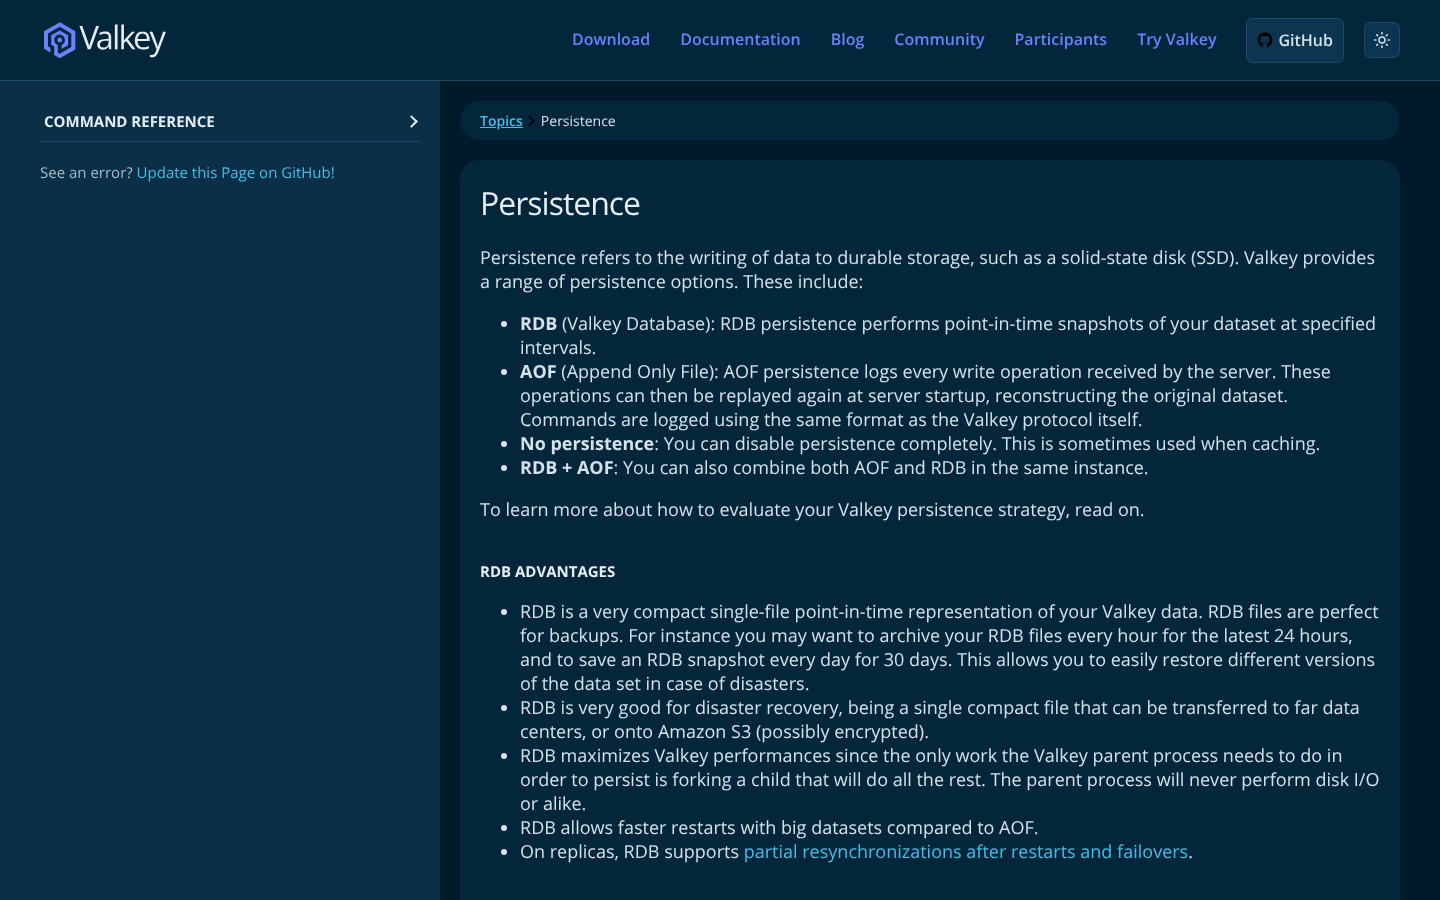 Valkey
Download Documentation Blog Community Participants Try Valkey GitHub
COMMAND REFERENCE
See an error? Update this Page on GitHub!
Topics Persistence
Persistence
Persistence refers to the writing of data to durable storage, such as a solid-state disk (SSD). Valkey provides
a range of persistence options. These include:
• RDB (Valkey Database): RDB persistence performs point-in-time snapshots of your dataset at specified
intervals.
• AOF (Append Only File): AOF persistence logs every write operation received by the server. These
operations can then be replayed again at server startup, reconstructing the original dataset.
Commands are logged using the same format as the Valkey protocol itself.
• No persistence: You can disable persistence completely. This is sometimes used when caching.
• RDB + AOF: You can also combine both AOF and RDB in the same instance.
To learn more about how to evaluate your Valkey persistence strategy, read on.
RDB ADVANTAGES
• RDB is a very compact single-file point-in-time representation of your Valkey data. RDB files are perfect
for backups. For instance you may want to archive your RDB files every hour for the latest 24 hours,
and to save an RDB snapshot every day for 30 days. This allows you to easily restore different versions
of the data set in case of disasters.
• RDB is very good for disaster recovery, being a single compact file that can be transferred to far data
centers, or onto Amazon S3 (possibly encrypted).
• RDB maximizes Valkey performances since the only work the Valkey parent process needs to do in
order to persist is forking a child that will do all the rest. The parent process will never perform disk I/O
or alike.
• RDB allows faster restarts with big datasets compared to AOF.
• On replicas, RDB supports partial resynchronizations after restarts and failovers.